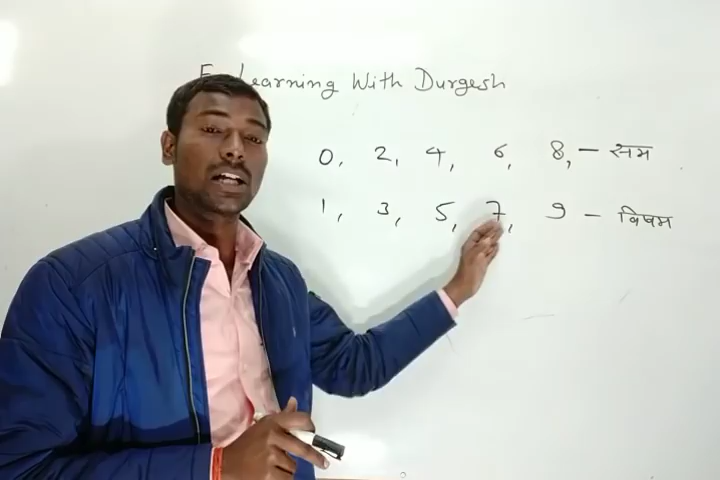 E Learning With Durgesh
0, 2, 4, 6, 8, — सम
1, 3, 5, 7, 9 — विषम